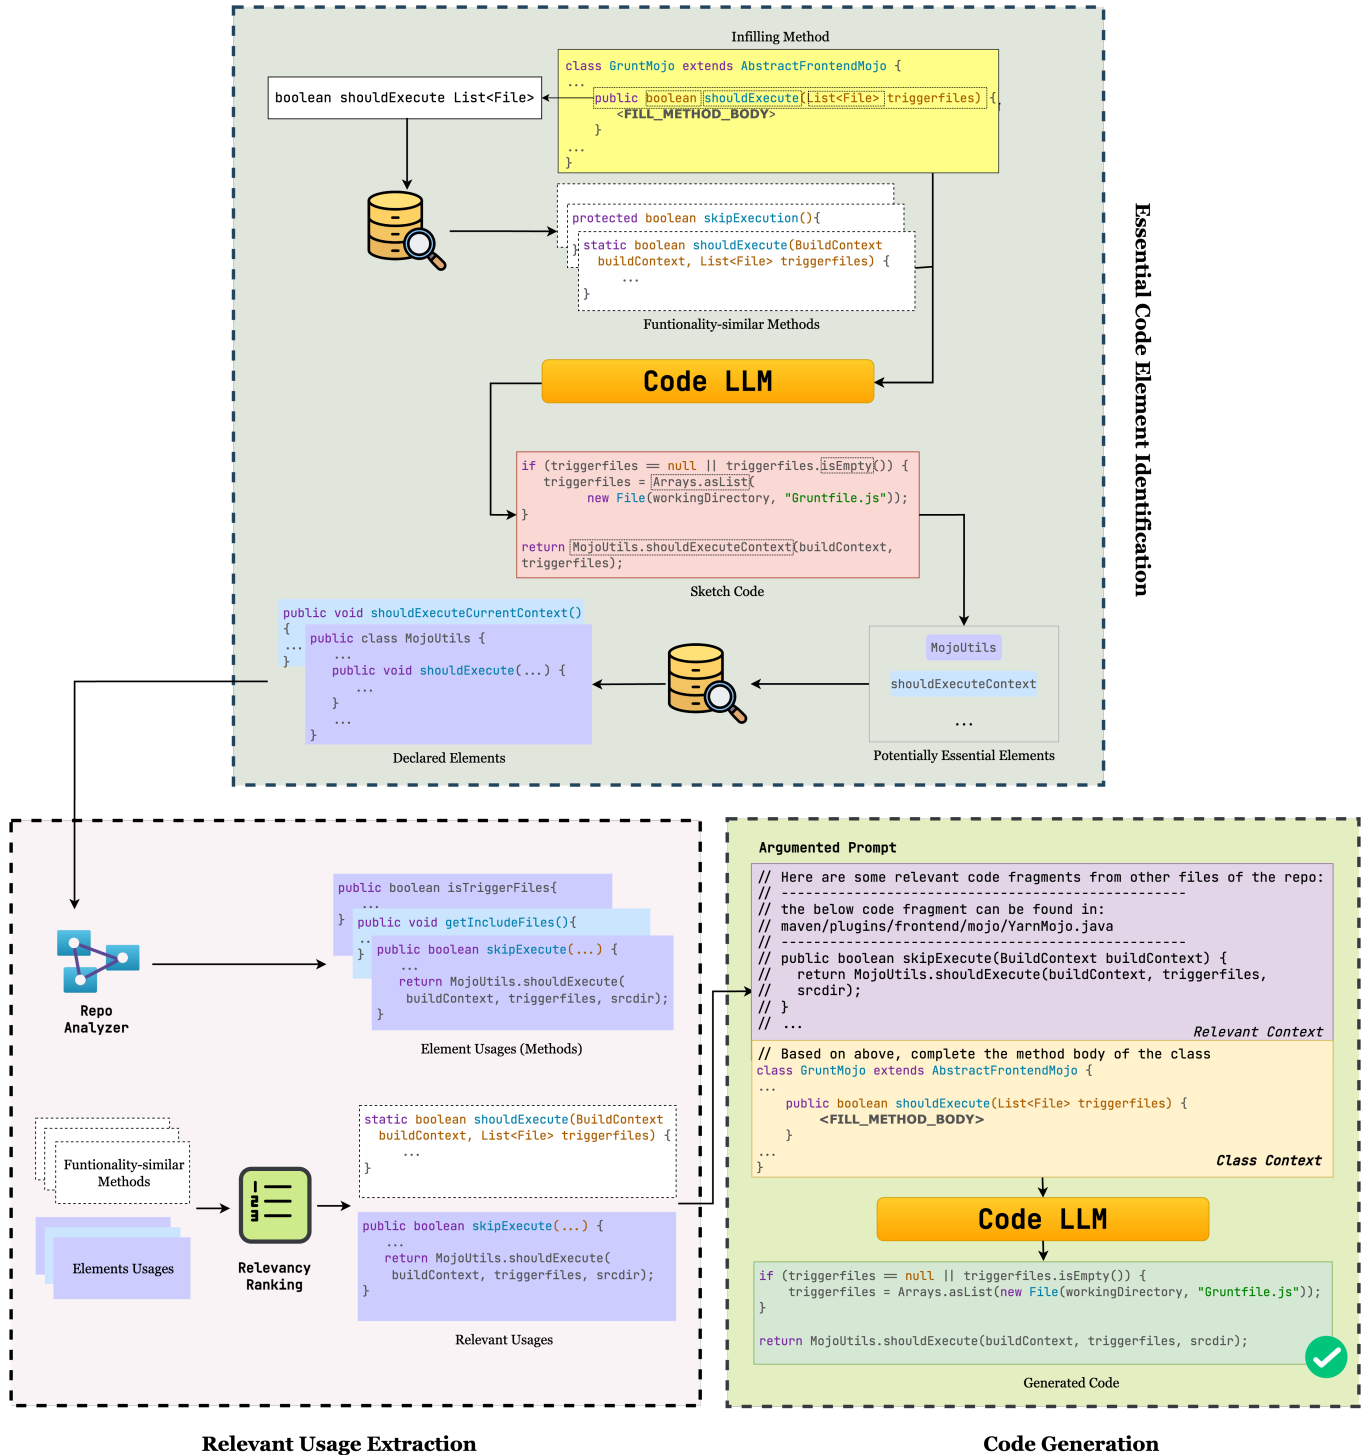 Infilling Method
class GruntMojo extends AbstractFrontendMojo {
...
public boolean shouldExecute(List<File> triggerfiles) {
<FILL_METHOD_BODY>
}
...
}
boolean shouldExecute List<File>
protected boolean skipExecution(){
}
static boolean shouldExecute(BuildContext
buildContext, List<File> triggerfiles) {
...
}
Funtionality-similar Methods
Code LLM
if (triggerfiles == null || triggerfiles.isEmpty()) {
triggerfiles = Arrays.asList(
new File(workingDirectory, "Gruntfile.js"));
}
return MojoUtils.shouldExecuteContext(buildContext,
triggerfiles);
Sketch Code
Essential Code Element Identification
public void shouldExecuteCurrentContext()
{
...
}
public class MojoUtils {
...
public void shouldExecute(...) {
...
}
...
}
Declared Elements
MojoUtils
shouldExecuteContext
...
Potentially Essential Elements
Repo
Analyzer
public boolean isTriggerFiles{
...
}
public void getIncludeFiles(){
..
}
public boolean skipExecute(...) {
...
return MojoUtils.shouldExecute(
buildContext, triggerfiles, srcdir);
}
Element Usages (Methods)
Funtionality-similar
Methods
Elements Usages
Relevancy
Ranking
static boolean shouldExecute(BuildContext
buildContext, List<File> triggerfiles) {
...
}
public boolean skipExecute(...) {
...
return MojoUtils.shouldExecute(
buildContext, triggerfiles, srcdir);
}
Relevant Usages
Relevant Usage Extraction
Argumented Prompt
// Here are some relevant code fragments from other files of the repo:
// --------------------------------------------------
// the below code fragment can be found in:
// maven/plugins/frontend/mojo/YarnMojo.java
// --------------------------------------------------
// public boolean skipExecute(BuildContext buildContext) {
// return MojoUtils.shouldExecute(buildContext, triggerfiles,
// srcdir);
// }
// ...
Relevant Context
// Based on above, complete the method body of the class
class GruntMojo extends AbstractFrontendMojo {
...
public boolean shouldExecute(List<File> triggerfiles) {
<FILL_METHOD_BODY>
}
...
}
Class Context
Code LLM
if (triggerfiles == null || triggerfiles.isEmpty()) {
triggerfiles = Arrays.asList(new File(workingDirectory, "Gruntfile.js"));
}
return MojoUtils.shouldExecute(buildContext, triggerfiles, srcdir);
Generated Code
Code Generation